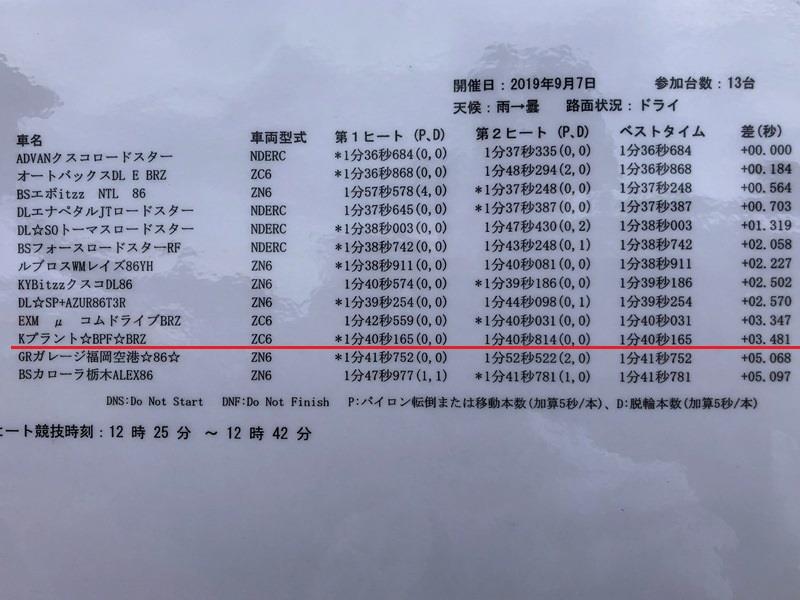 開催日：2019年9月7日 参加台数：13台
天候：雨→曇 路面状況：ドライ
車名 車両型式 第１ヒート (P,D) 第２ヒート (P,D) ベストタイム 差(秒)
ADVANクスコロードスター NDERC *1分36秒684(0,0) 1分37秒335(0,0) 1分36秒684 +00.000
オートバックスDL E BRZ ZC6 *1分36秒868(0,0) 1分48秒294(2,0) 1分36秒868 +00.184
BSエボitzz NTL 86 ZN6 1分57秒578(4,0) *1分37秒248(0,0) 1分37秒248 +00.564
DLエナペタルJTロードスター NDERC 1分37秒645(0,0) *1分37秒387(0,0) 1分37秒387 +00.703
DL☆SOトーマスロードスター NDERC *1分38秒003(0,0) 1分47秒430(0,2) 1分38秒003 +01.319
BSフォースロードスターRF NDERC *1分38秒742(0,0) 1分43秒248(0,1) 1分38秒742 +02.058
ルブロスWMレイズ86YH ZN6 *1分38秒911(0,0) 1分40秒081(0,0) 1分38秒911 +02.227
KYBitzzクスコDL86 ZN6 1分40秒574(0,0) *1分39秒186(0,0) 1分39秒186 +02.502
DL☆SP+AZUR86T3R ZN6 *1分39秒254(0,0) 1分44秒098(0,1) 1分39秒254 +02.570
EXM μ コムドライブBRZ ZC6 1分42秒559(0,0) *1分40秒031(0,0) 1分40秒031 +03.347
Kプラント☆BPF☆BRZ ZC6 *1分40秒165(0,0) 1分40秒814(0,0) 1分40秒165 +03.481
GRガレージ福岡空港☆86☆ ZN6 *1分41秒752(0,0) 1分52秒522(2,0) 1分41秒752 +05.068
BSカローラ栃木ALEX86 ZN6 1分47秒977(1,1) *1分41秒781(1,0) 1分41秒781 +05.097
DNS:Do Not Start DNF:Do Not Finish P:パイロン転倒または移動本数(加算5秒/本)、D:脱輪本数(加算5秒/本)
ヒート競技時刻：12 時 25 分 ～ 12 時 42 分